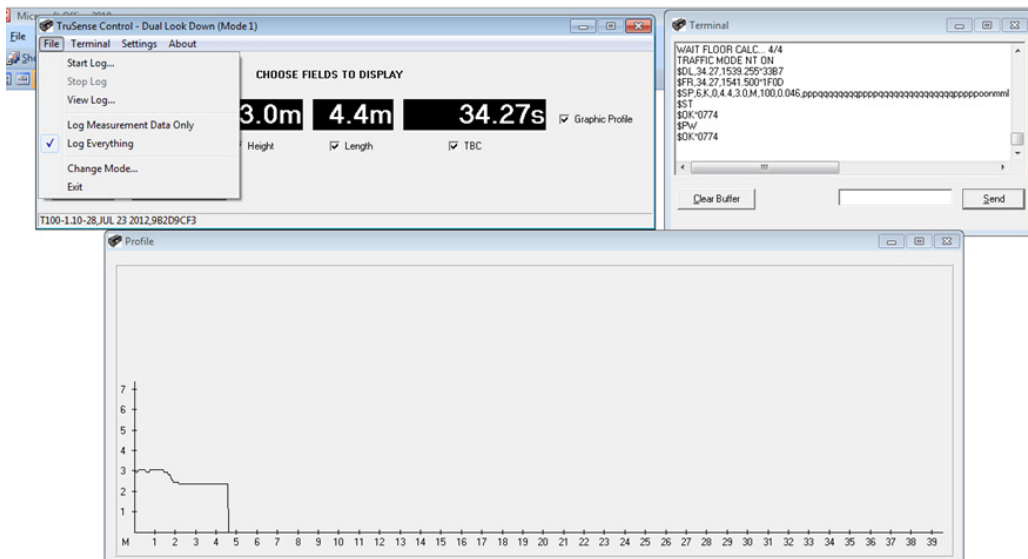 TruSense Control - Dual Look Down (Mode 1)
File Terminal Settings About
File
Start Log...
Stop Log
View Log...
Log Measurement Data Only
Log Everything
Change Mode...
Exit
CHOOSE FIELDS TO DISPLAY
3.0m 4.4m 34.27s Graphic Profile
Height Length TBC
T100-1.10-28,JUL 23 2012,9B2D9CF3
Terminal
WAIT FLOOR CALC... 4/4
TRAFFIC MODE NT ON
$DL,34.27,1539.255*33B7
$FR,34.27,1541.500*1F0D
$ST
$OK*0774
$PW
$OK*0774
Clear Buffer Send
Profile
7
6
5
4
3
2
1
M 1 2 3 4 5 6 7 8 9 10 11 12 13 14 15 16 17 18 19 20 21 22 23 24 25 26 27 28 29 30 31 32 33 34 35 36 37 38 39